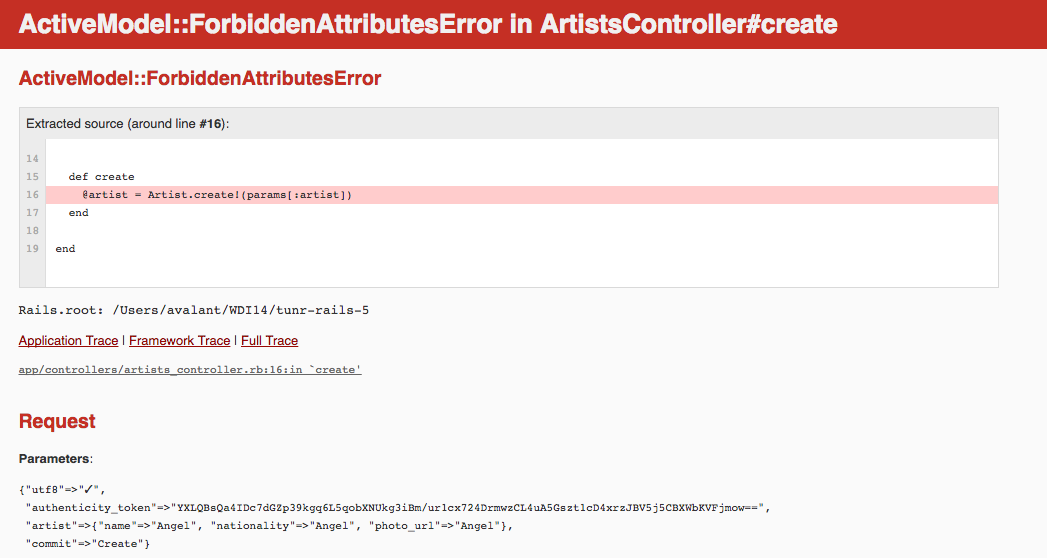 ActiveModel::ForbiddenAttributesError in ArtistsController#create
ActiveModel::ForbiddenAttributesError
Extracted source (around line #16):
14
15 def create
16 @artist = Artist.create!(params[:artist])
17 end
18
19 end
Rails.root: /Users/avalant/WDI14/tunr-rails-5
Application Trace | Framework Trace | Full Trace
app/controllers/artists_controller.rb:16:in `create'
Request
Parameters:
{"utf8"=>"✓",
"authenticity_token"=>"YXLQBsQa4IDc7dGZp39kgq6L5qobXNUkg3iBm/ur1cx724DrmwzCL4uA5Gszt1cD4xrzJBV5j5CBXWbKVFjmow==",
"artist"=>{"name"=>"Angel", "nationality"=>"Angel", "photo_url"=>"Angel"},
"commit"=>"Create"}